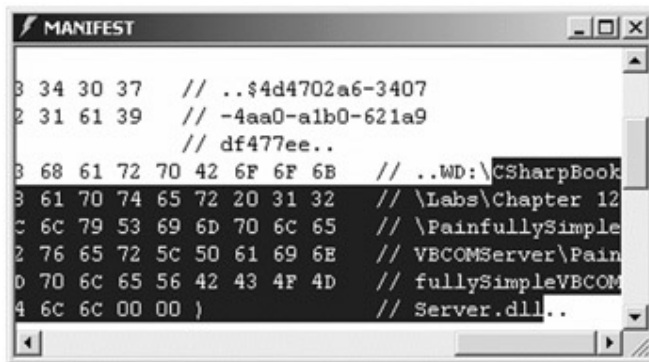 MANIFEST
3 34 30 37 // ..$4d4702a6-3407
2 31 61 39 // -4aa0-a1b0-621a9
// df477ee..
3 68 61 72 70 42 6F 6F 6B // ..WD:\CSharpBook
3 61 70 74 65 72 20 31 32 // \Labs\Chapter 12
C 6C 79 53 69 6D 70 6C 65 // \PainfullySimple
2 76 65 72 5C 50 61 69 6E // VBCOMServer\Pain
D 70 6C 65 56 42 43 4F 4D // fullySimpleVBCOM
4 6C 6C 00 00 ) // Server.dll..